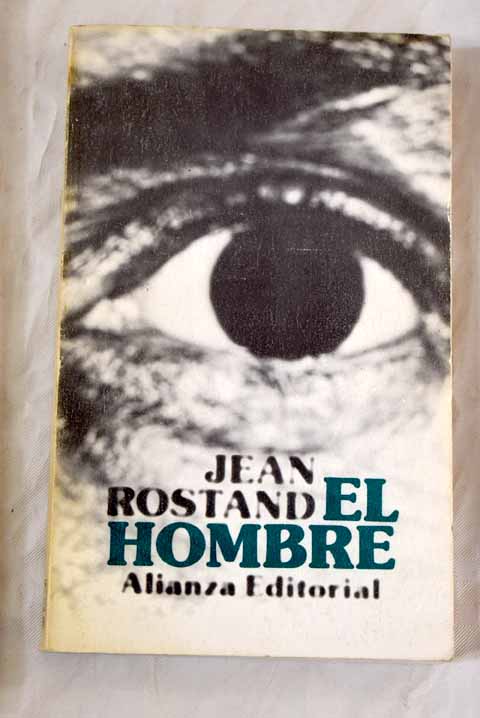 JEAN
ROSTAND EL
HOMBRE
Alianza Editorial